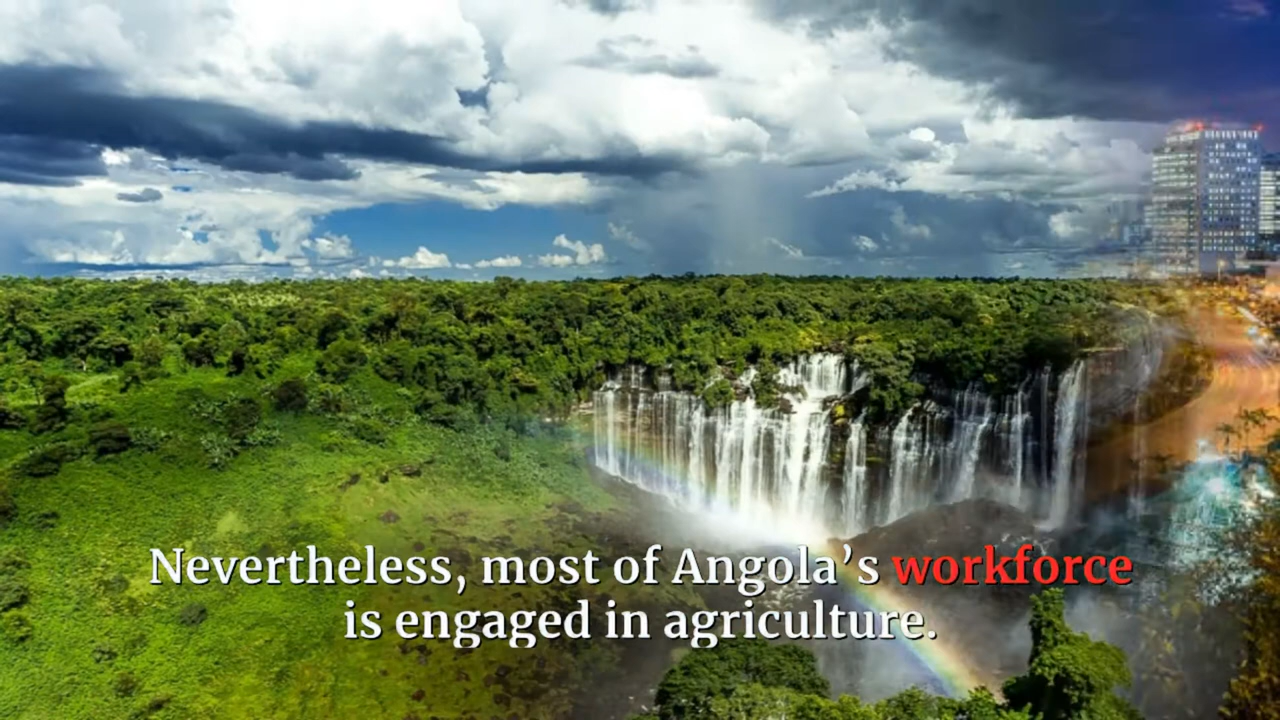 Nevertheless, most of Angola’s workforce
is engaged in agriculture.